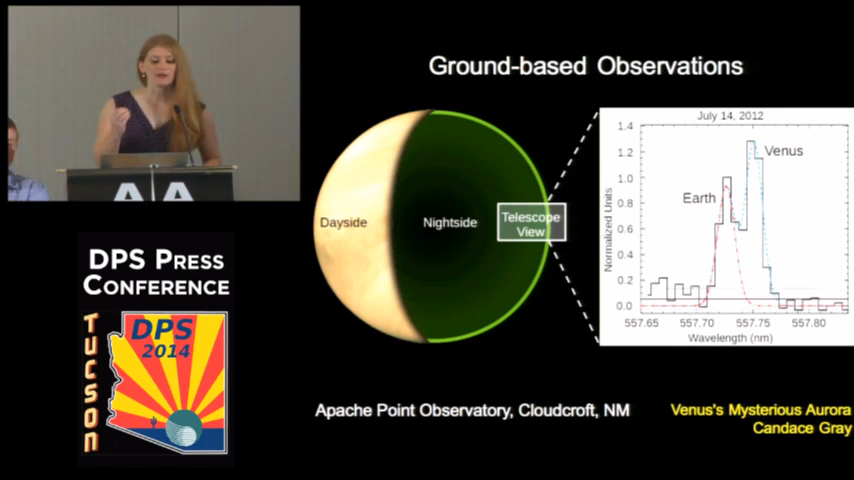 Ground-based Observations
AAA
DPS PRESS
CONFERENCE
TUCSON
DPS
2014
Dayside
Nightside
Telescope
View
July 14, 2012
Normalized Units
1.4
1.2
1.0
0.8
0.6
0.4
0.2
0.0
Earth
Venus
557.65
557.70
557.75
557.80
Wavelength (nm)
Apache Point Observatory, Cloudcroft, NM
Venus's Mysterious Aurora
Candace Gray